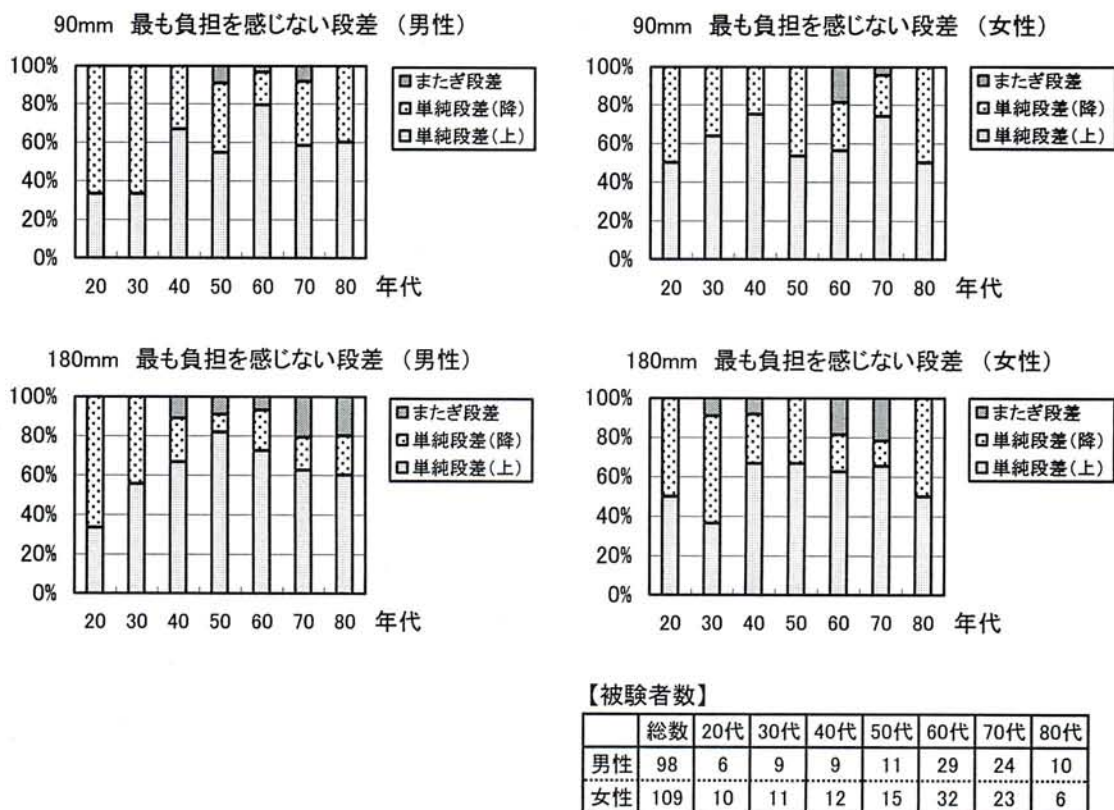 90mm 最も負担を感じない段差 (男性)
100%
80%
60%
40%
20%
0%
20 30 40 50 60 70 80 年代
またぎ段差
単純段差(降)
単純段差(上)
90mm 最も負担を感じない段差 (女性)
100%
80%
60%
40%
20%
0%
20 30 40 50 60 70 80 年代
またぎ段差
単純段差(降)
単純段差(上)
180mm 最も負担を感じない段差 (男性)
100%
80%
60%
40%
20%
0%
20 30 40 50 60 70 80 年代
またぎ段差
単純段差(降)
単純段差(上)
180mm 最も負担を感じない段差 (女性)
100%
80%
60%
40%
20%
0%
20 30 40 50 60 70 80 年代
またぎ段差
単純段差(降)
単純段差(上)
【被験者数】
総数 20代 30代 40代 50代 60代 70代 80代
男性 98 6 9 9 11 29 24 10
女性 109 10 11 12 15 32 23 6